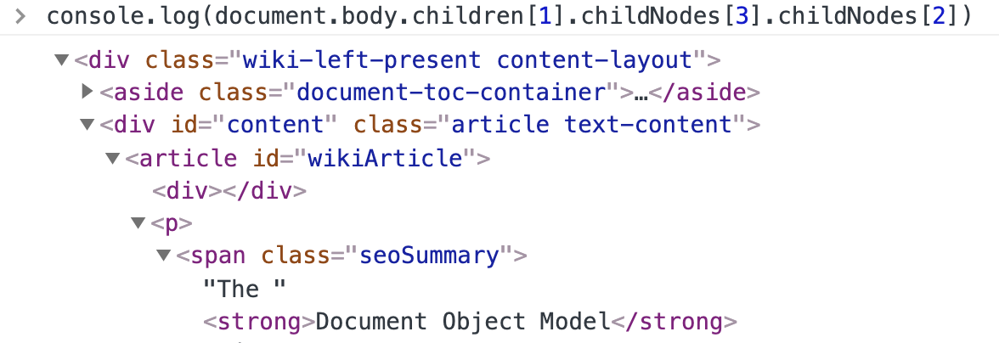 > console.log(document.body.children[1].childNodes[3].childNodes[2])
▼<div class="wiki-left-present content-layout">
▶<aside class="document-toc-container">…</aside>
▼<div id="content" class="article text-content">
▼<article id="wikiArticle">
<div></div>
▼<p>
▼<span class="seoSummary">
"The "
<strong>Document Object Model</strong>